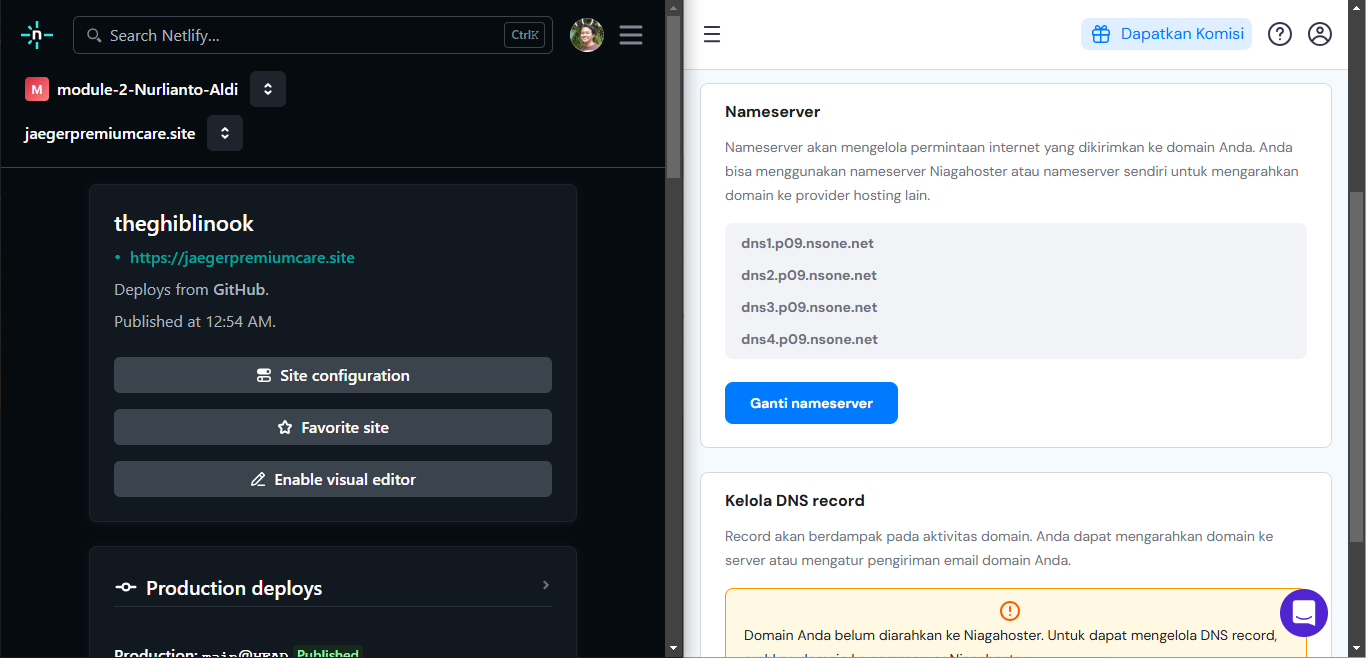 Search Netlify...
CtrlK
M module-2-Nurlianto-Aldi
jaegerpremiumcare.site
theghiblinook
• https://jaegerpremiumcare.site
Deploys from GitHub.
Published at 12:54 AM.
Site configuration
Favorite site
Enable visual editor
Production deploys
Production: main@HEAD Published
Dapatkan Komisi
Nameserver
Nameserver akan mengelola permintaan internet yang dikirimkan ke domain Anda. Anda
bisa menggunakan nameserver Niagahoster atau nameserver sendiri untuk mengarahkan
domain ke provider hosting lain.
dns1.p09.nsone.net
dns2.p09.nsone.net
dns3.p09.nsone.net
dns4.p09.nsone.net
Ganti nameserver
Kelola DNS record
Record akan berdampak pada aktivitas domain. Anda dapat mengarahkan domain ke
server atau mengatur pengiriman email domain Anda.
Domain Anda belum diarahkan ke Niagahoster. Untuk dapat mengelola DNS record,